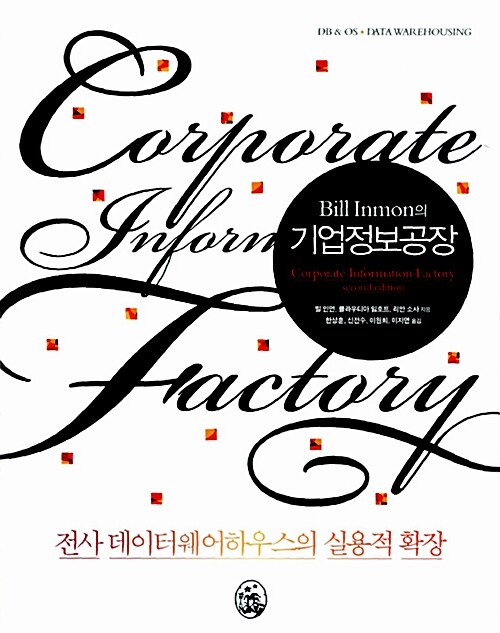 DB & OS • DATA WAREHOUSING
Corporate
Inform
Factory
Bill Inmon의
기업정보공장
Corporate Information Factory
second edition
빌 인먼, 클라우디아 임호프, 라이언 소사 지음
한상훈, 신전수, 이원희, 이지연 옮김
전사 데이터웨어하우스의 실용적 확장